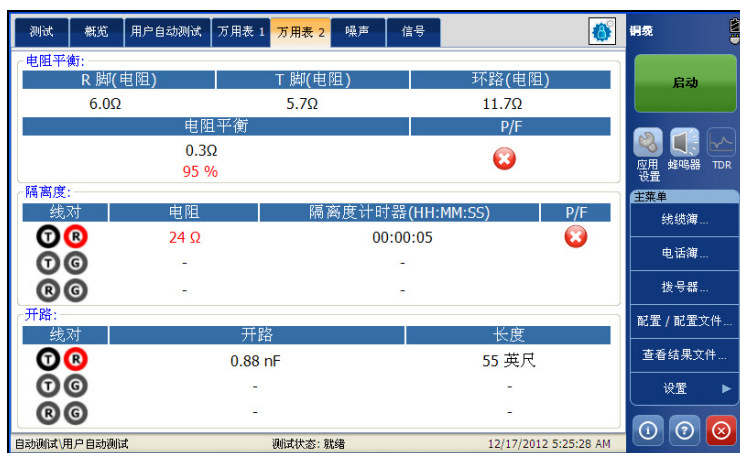 测试 概览 用户自动测试 万用表 1 万用表 2 噪声 信号
铜缆
启动
应用设置 蜂鸣器 TDR
主菜单
线缆簿...
电话簿...
拨号器...
配置 / 配置文件...
查看结果文件...
设置
电阻平衡:
R 脚(电阻) T 脚(电阻) 环路(电阻)
6.0Ω 5.7Ω 11.7Ω
电阻平衡 P/F
0.3Ω
95 %
隔离度:
线对 电阻 隔离度计时器(HH:MM:SS) P/F
T R 24 Ω 00:00:05
T G - -
R G - -
开路:
线对 开路 长度
T R 0.88 nF 55 英尺
T G - -
R G - -
自动测试\用户自动测试 测试状态: 就绪 12/17/2012 5:25:28 AM